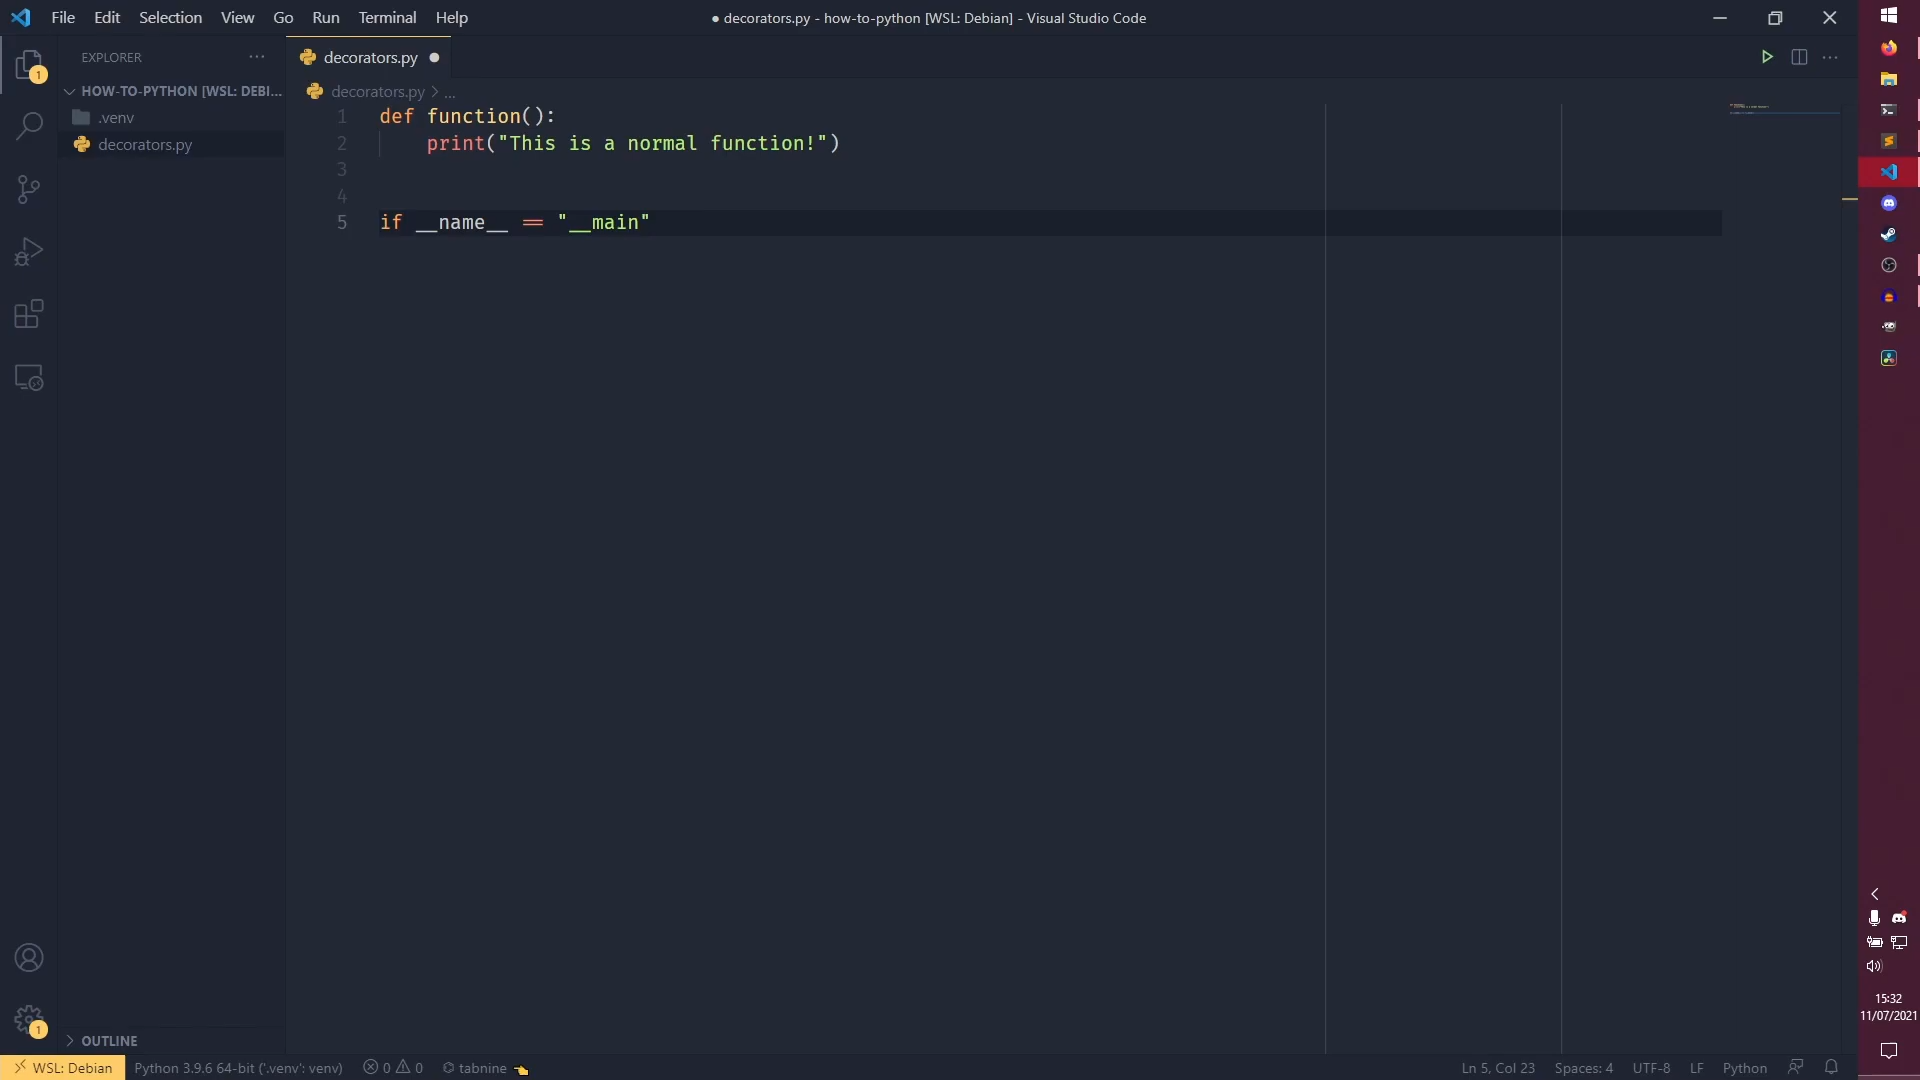 File Edit Selection View Go Run Terminal Help
● decorators.py - how-to-python [WSL: Debian] - Visual Studio Code
EXPLORER
HOW-TO-PYTHON [WSL: DEBI...
.venv
decorators.py
decorators.py
decorators.py > ...
1 def function():
2 print("This is a normal function!")
3
4
5 if __name__ == "__main"
1
1
OUTLINE
WSL: Debian Python 3.9.6 64-bit ('.venv': venv) 0 0 tabnine
Ln 5, Col 23 Spaces: 4 UTF-8 LF Python
15:32
11/07/2021